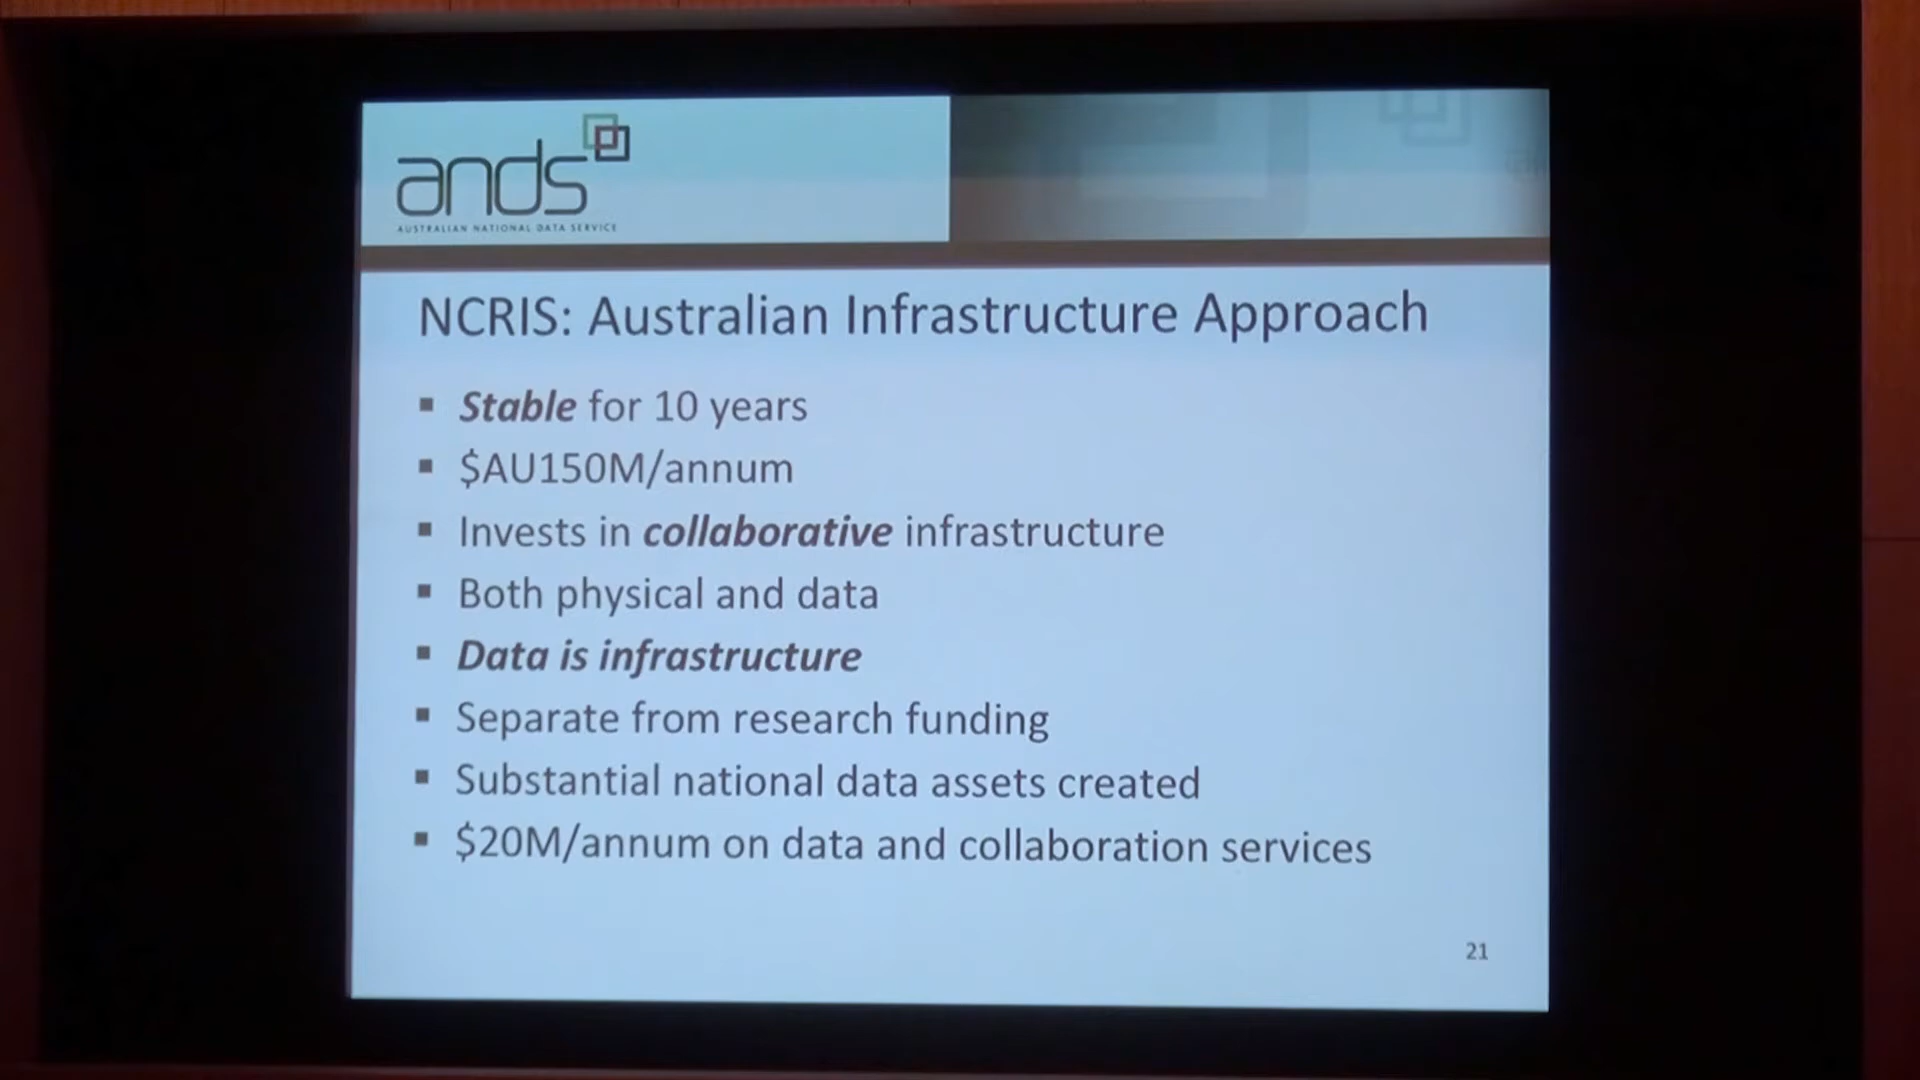 ands
AUSTRALIAN NATIONAL DATA SERVICE
NCRIS: Australian Infrastructure Approach
▪ Stable for 10 years
▪ $AU150M/annum
▪ Invests in collaborative infrastructure
▪ Both physical and data
▪ Data is infrastructure
▪ Separate from research funding
▪ Substantial national data assets created
▪ $20M/annum on data and collaboration services
21